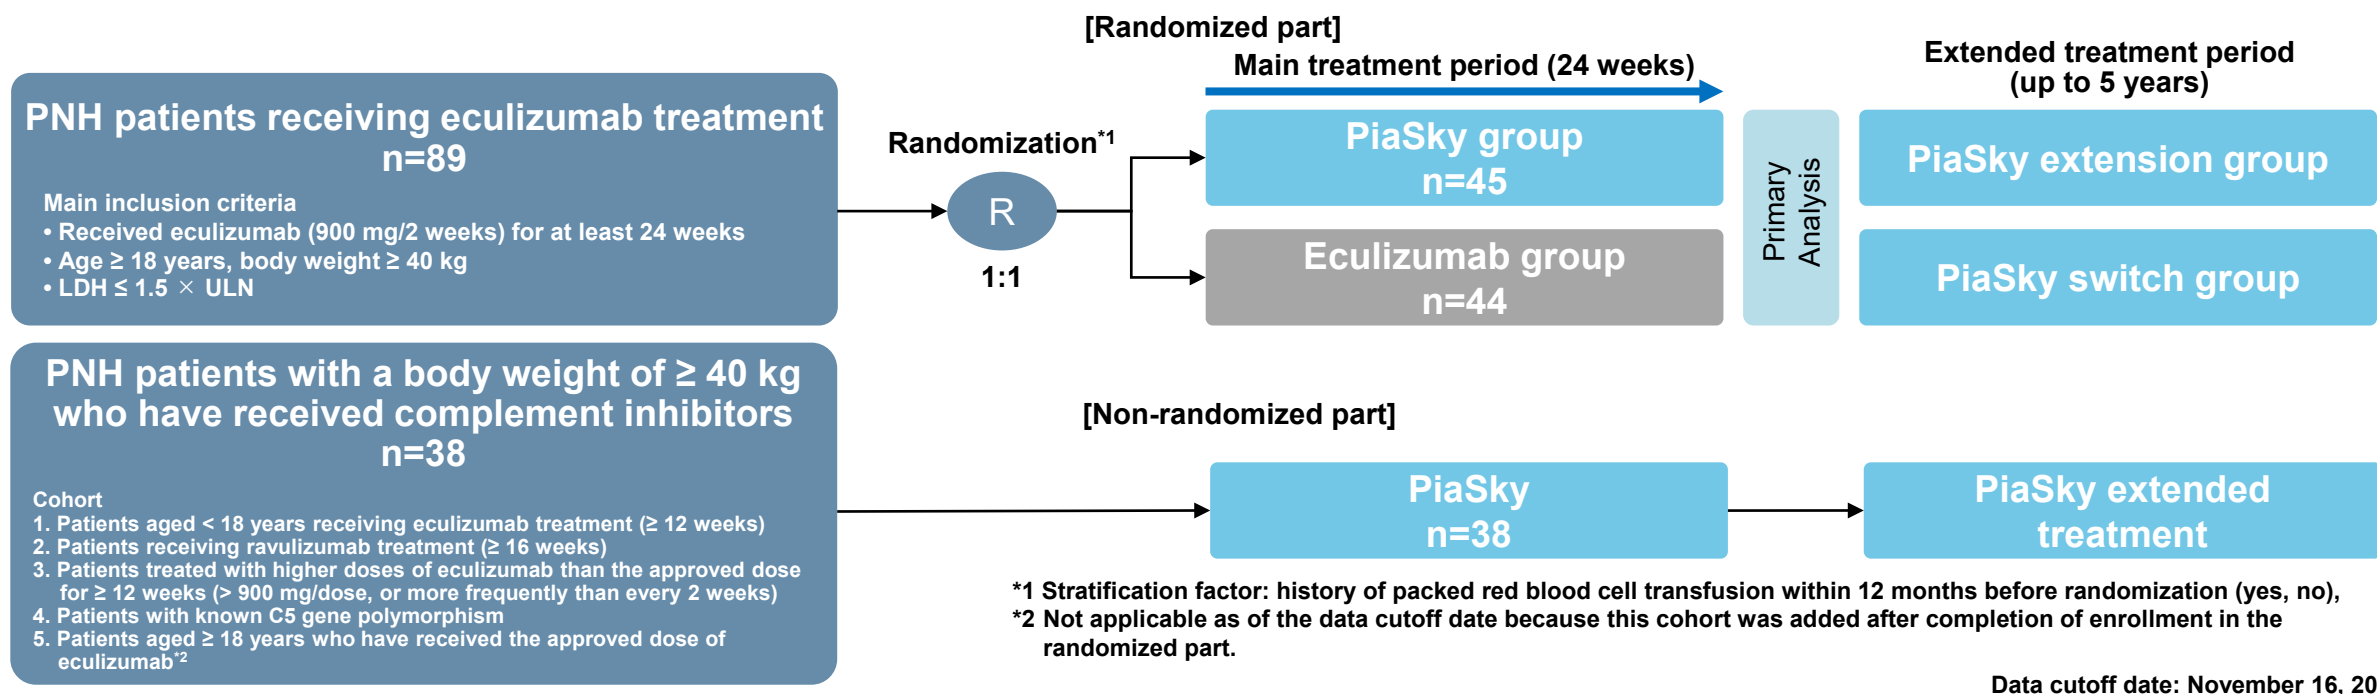 [Randomized part]
Main treatment period (24 weeks)
Extended treatment period
(up to 5 years)
PNH patients receiving eculizumab treatment
n=89
Main inclusion criteria
• Received eculizumab (900 mg/2 weeks) for at least 24 weeks
• Age ≥ 18 years, body weight ≥ 40 kg
• LDH ≤ 1.5 × ULN
Randomization*1
R
1:1
PiaSky group
n=45
Eculizumab group
n=44
Primary
Analysis
PiaSky extension group
PiaSky switch group
PNH patients with a body weight of ≥ 40 kg
who have received complement inhibitors
n=38
Cohort
1. Patients aged < 18 years receiving eculizumab treatment (≥ 12 weeks)
2. Patients receiving ravulizumab treatment (≥ 16 weeks)
3. Patients treated with higher doses of eculizumab than the approved dose
for ≥ 12 weeks (> 900 mg/dose, or more frequently than every 2 weeks)
4. Patients with known C5 gene polymorphism
5. Patients aged ≥ 18 years who have received the approved dose of
eculizumab*2
[Non-randomized part]
PiaSky
n=38
PiaSky extended
treatment
*1 Stratification factor: history of packed red blood cell transfusion within 12 months before randomization (yes, no),
*2 Not applicable as of the data cutoff date because this cohort was added after completion of enrollment in the
randomized part.
Data cutoff date: November 16, 20